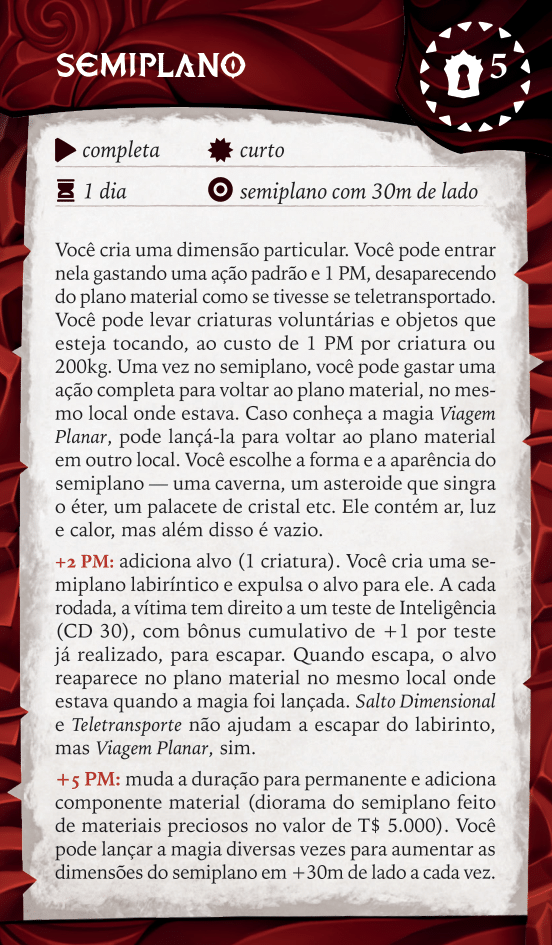 SEMIPLANO
5
completa curto
1 dia semiplano com 30m de lado
Você cria uma dimensão particular. Você pode entrar
nela gastando uma ação padrão e 1 PM, desaparecendo
do plano material como se tivesse se teletransportado.
Você pode levar criaturas voluntárias e objetos que
esteja tocando, ao custo de 1 PM por criatura ou
200kg. Uma vez no semiplano, você pode gastar uma
ação completa para voltar ao plano material, no mes-
mo local onde estava. Caso conheça a magia Viagem
Planar, pode lançá-la para voltar ao plano material
em outro local. Você escolhe a forma e a aparência do
semiplano — uma caverna, um asteroide que singra
o éter, um palacete de cristal etc. Ele contém ar, luz
e calor, mas além disso é vazio.
+2 PM: adiciona alvo (1 criatura). Você cria uma se-
miplano labiríntico e expulsa o alvo para ele. A cada
rodada, a vítima tem direito a um teste de Inteligência
(CD 30), com bônus cumulativo de +1 por teste
já realizado, para escapar. Quando escapa, o alvo
reaparece no plano material no mesmo local onde
estava quando a magia foi lançada. Salto Dimensional
e Teletransporte não ajudam a escapar do labirinto,
mas Viagem Planar, sim.
+5 PM: muda a duração para permanente e adiciona
componente material (diorama do semiplano feito
de materiais preciosos no valor de T$ 5.000). Você
pode lançar a magia diversas vezes para aumentar as
dimensões do semiplano em +30m de lado a cada vez.